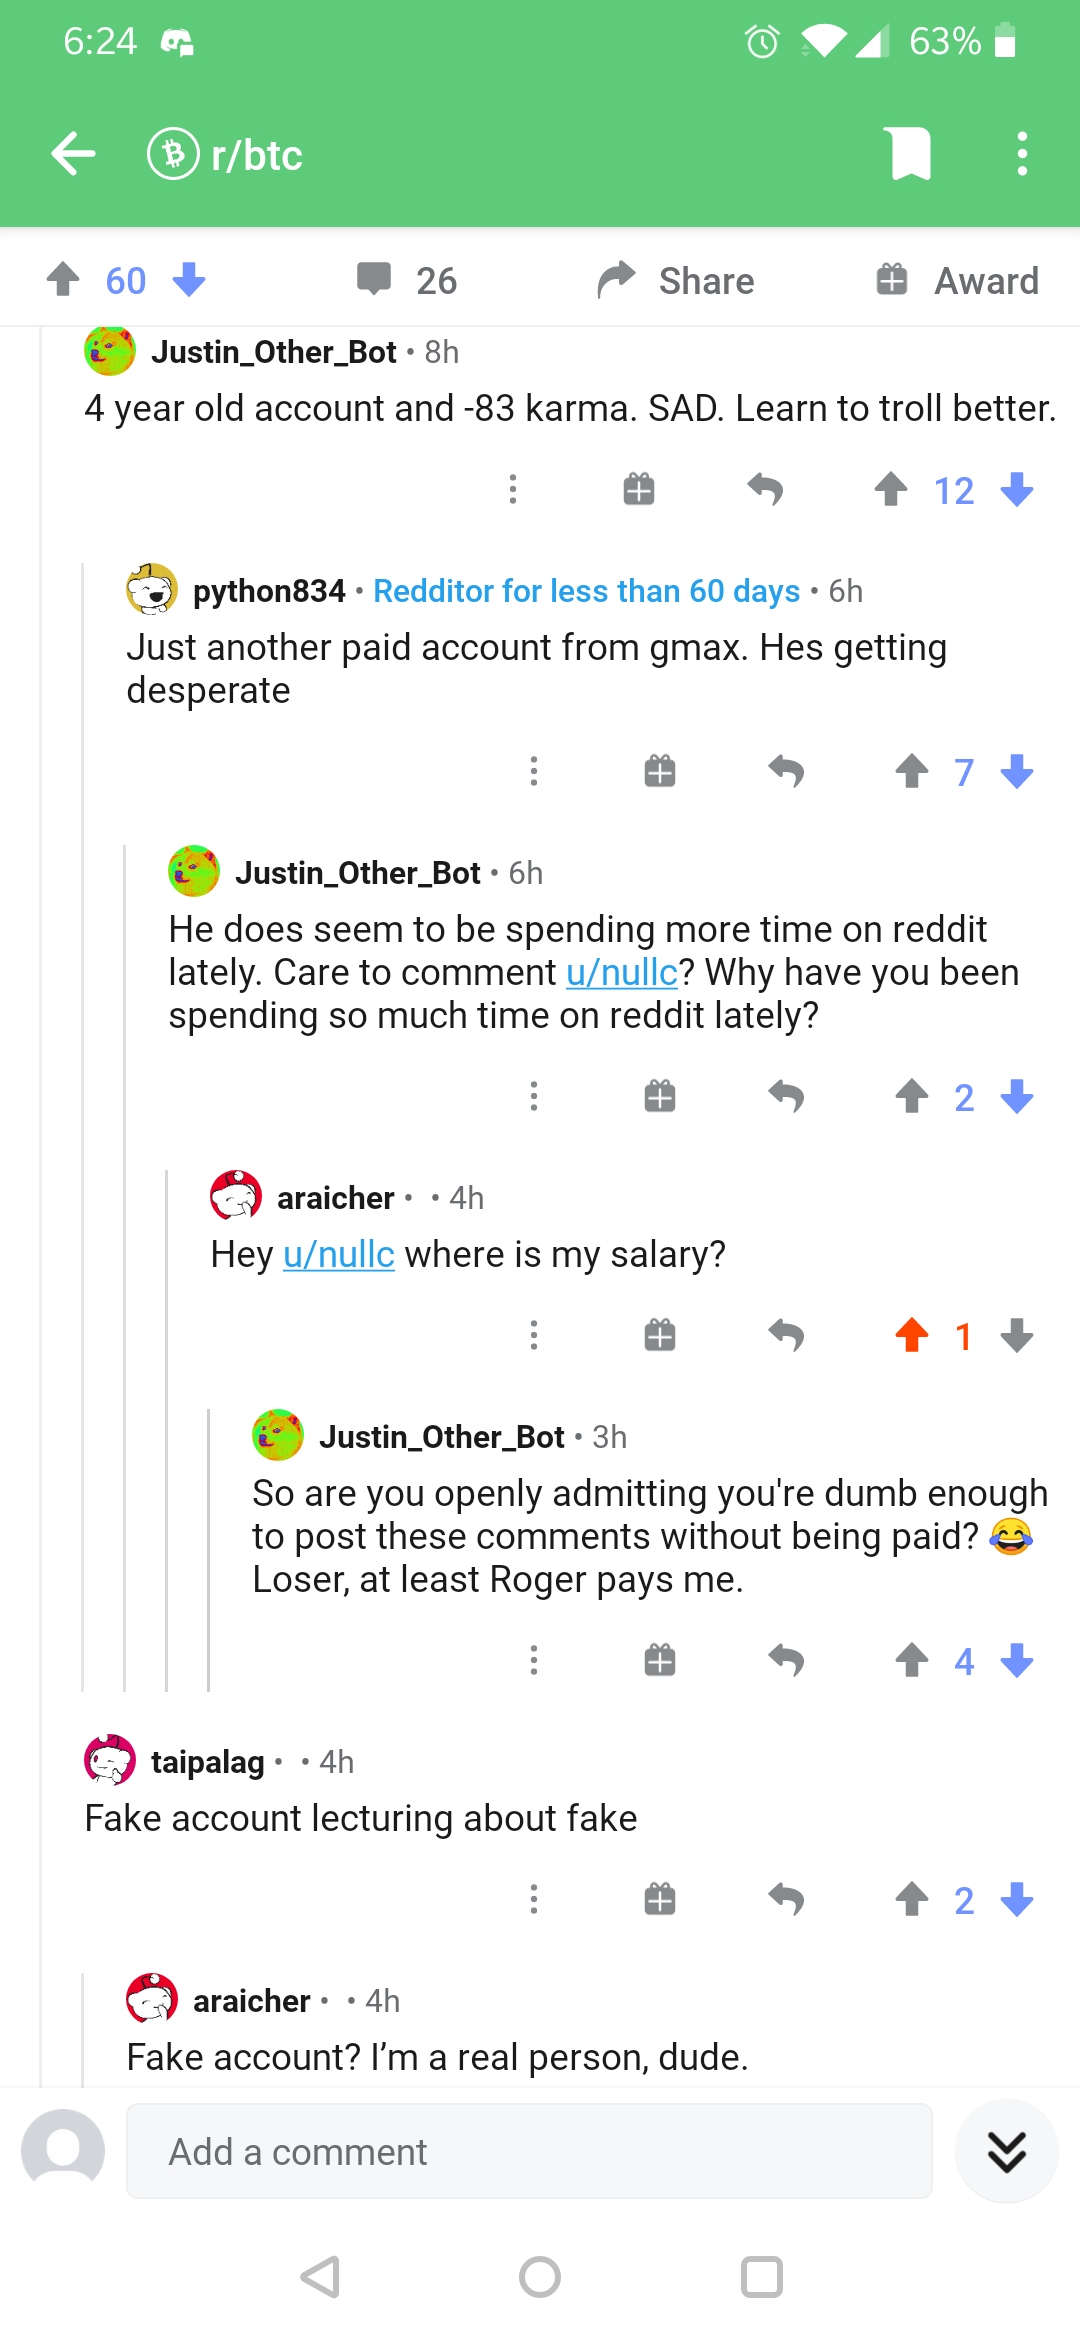 6:24 63%
r/btc
60 26 Share Award
Justin_Other_Bot • 8h
4 year old account and -83 karma. SAD. Learn to troll better.
12
python834 • Redditor for less than 60 days • 6h
Just another paid account from gmax. Hes getting
desperate
7
Justin_Other_Bot • 6h
He does seem to be spending more time on reddit
lately. Care to comment u/nullc? Why have you been
spending so much time on reddit lately?
2
araicher • • 4h
Hey u/nullc where is my salary?
1
Justin_Other_Bot • 3h
So are you openly admitting you're dumb enough
to post these comments without being paid? 😂
Loser, at least Roger pays me.
4
taipalag • • 4h
Fake account lecturing about fake
2
araicher • • 4h
Fake account? I’m a real person, dude.
Add a comment